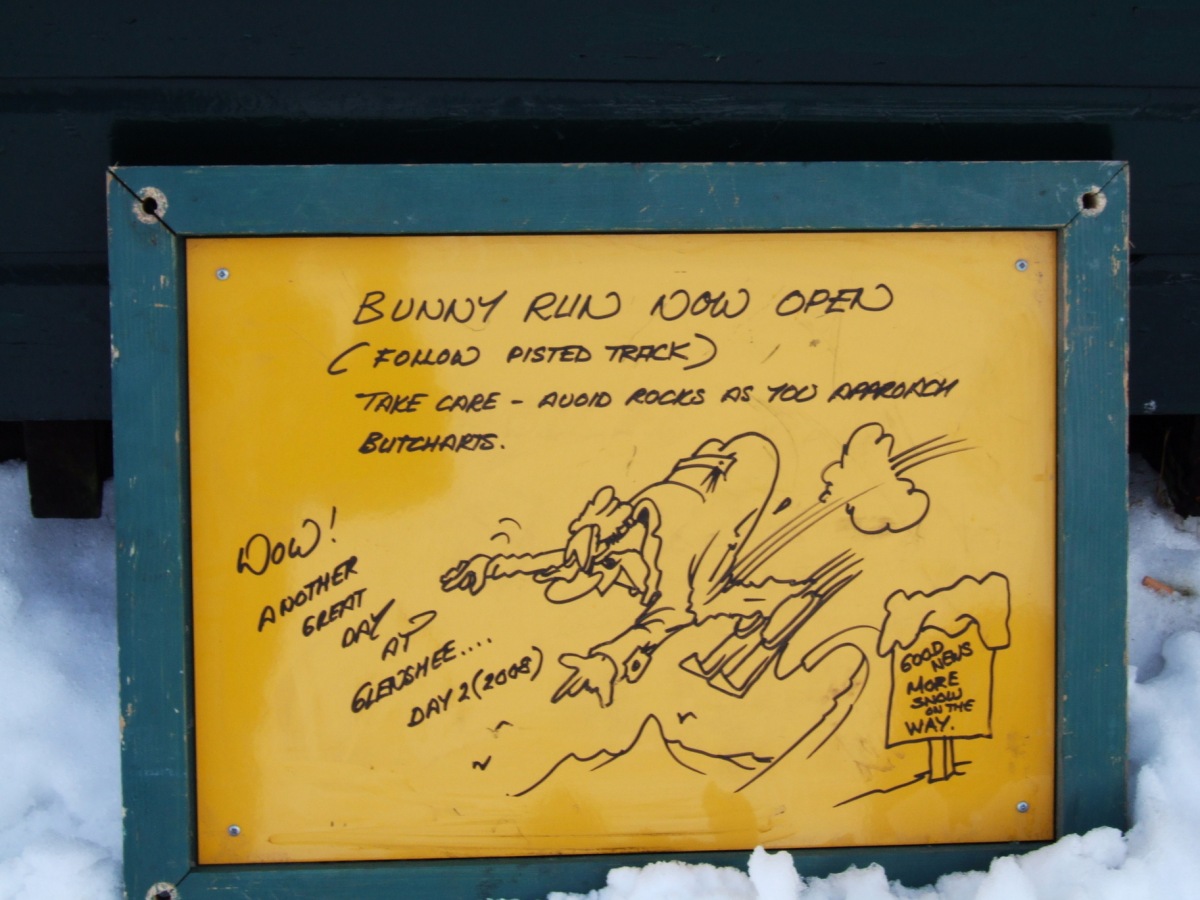 BUNNY RUN NOW OPEN
(FOLLOW PISTED TRACK)
TAKE CARE - AVOID ROCKS AS YOU APPROACH
BUTCHARTS.
WOW!
ANOTHER
GREAT
DAY
AT
GLENSHEE....
DAY 2 (2008)
GOOD
NEWS
MORE
SNOW
ON THE
WAY.